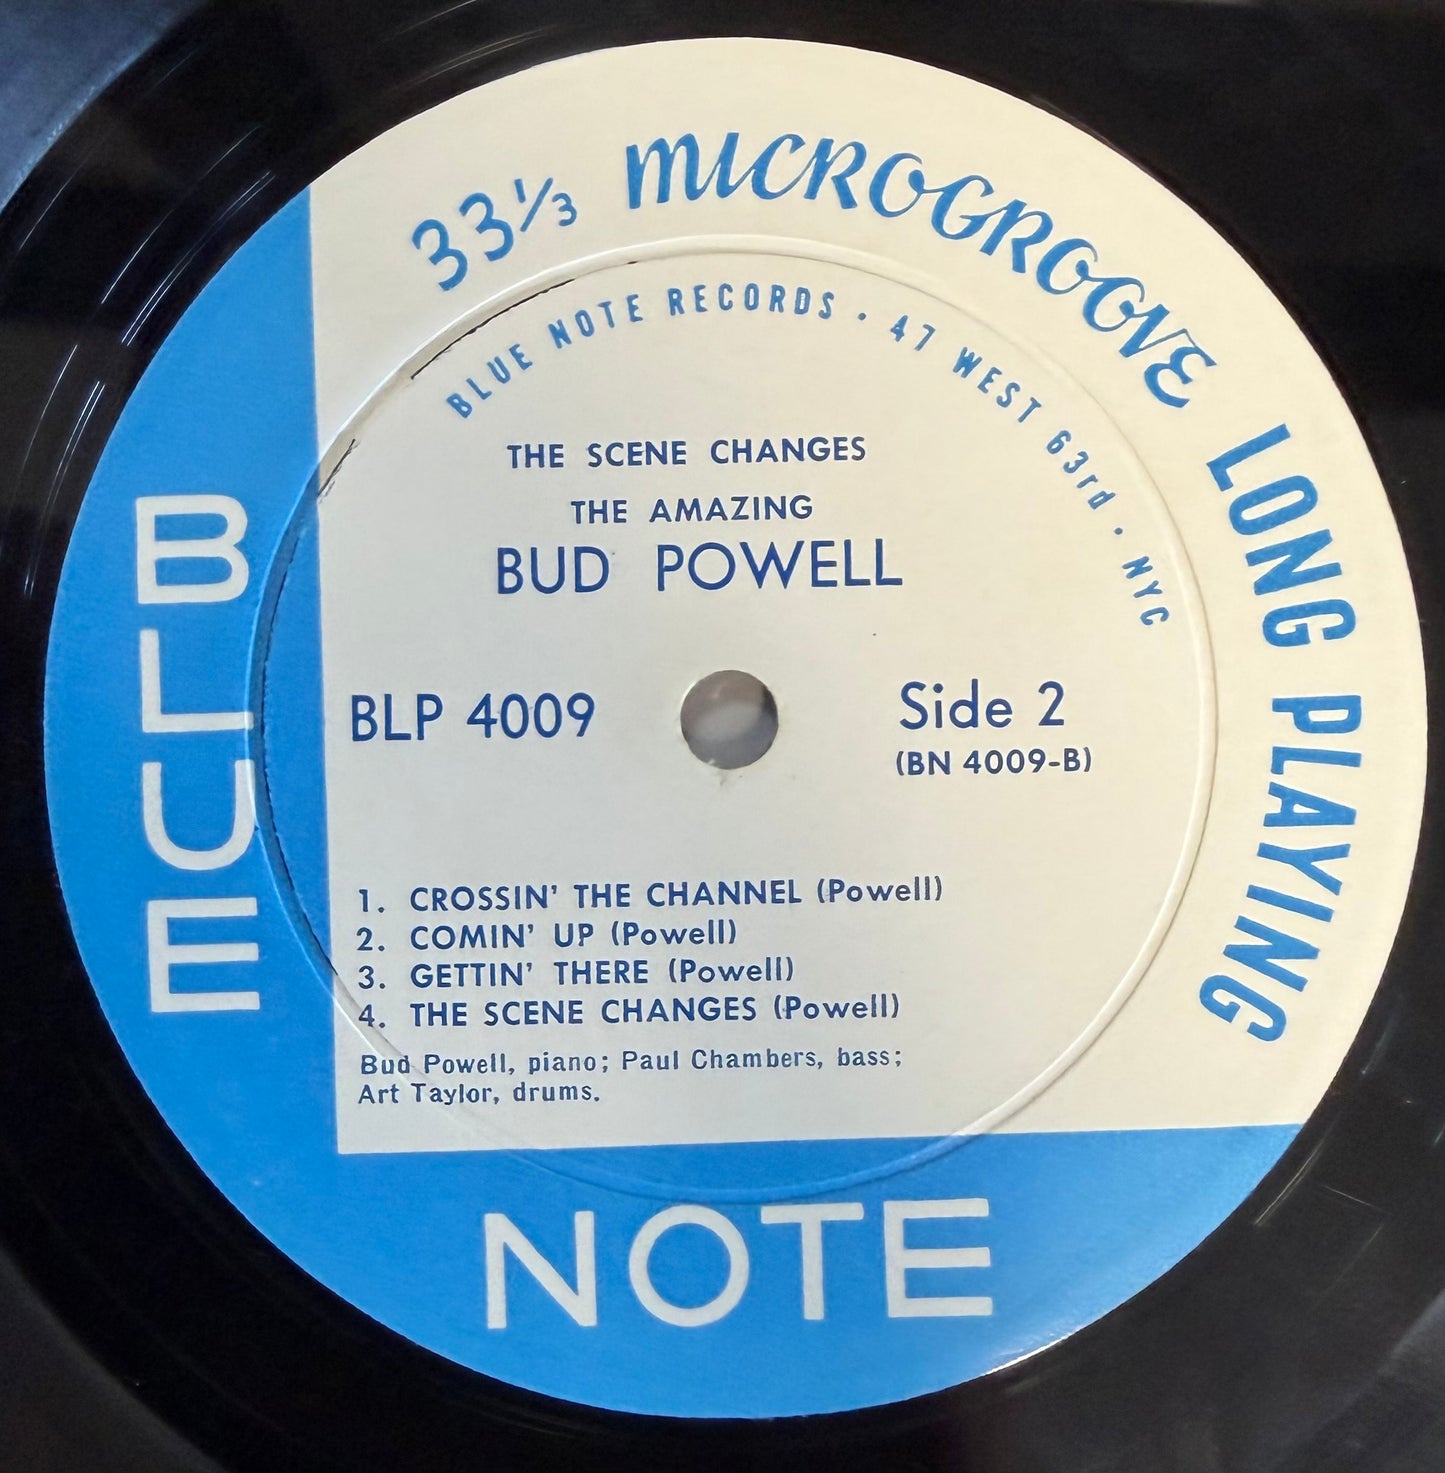 33⅓ MICROGROOVE LONG PLAYING
BLUE NOTE RECORDS · 47 WEST 63rd · NYC
THE SCENE CHANGES
THE AMAZING
BUD POWELL
BLP 4009
Side 2
(BN 4009-B)
1. CROSSIN' THE CHANNEL (Powell)
2. COMIN' UP (Powell)
3. GETTIN' THERE (Powell)
4. THE SCENE CHANGES (Powell)
Bud Powell, piano; Paul Chambers, bass;
Art Taylor, drums.
BLUE
NOTE